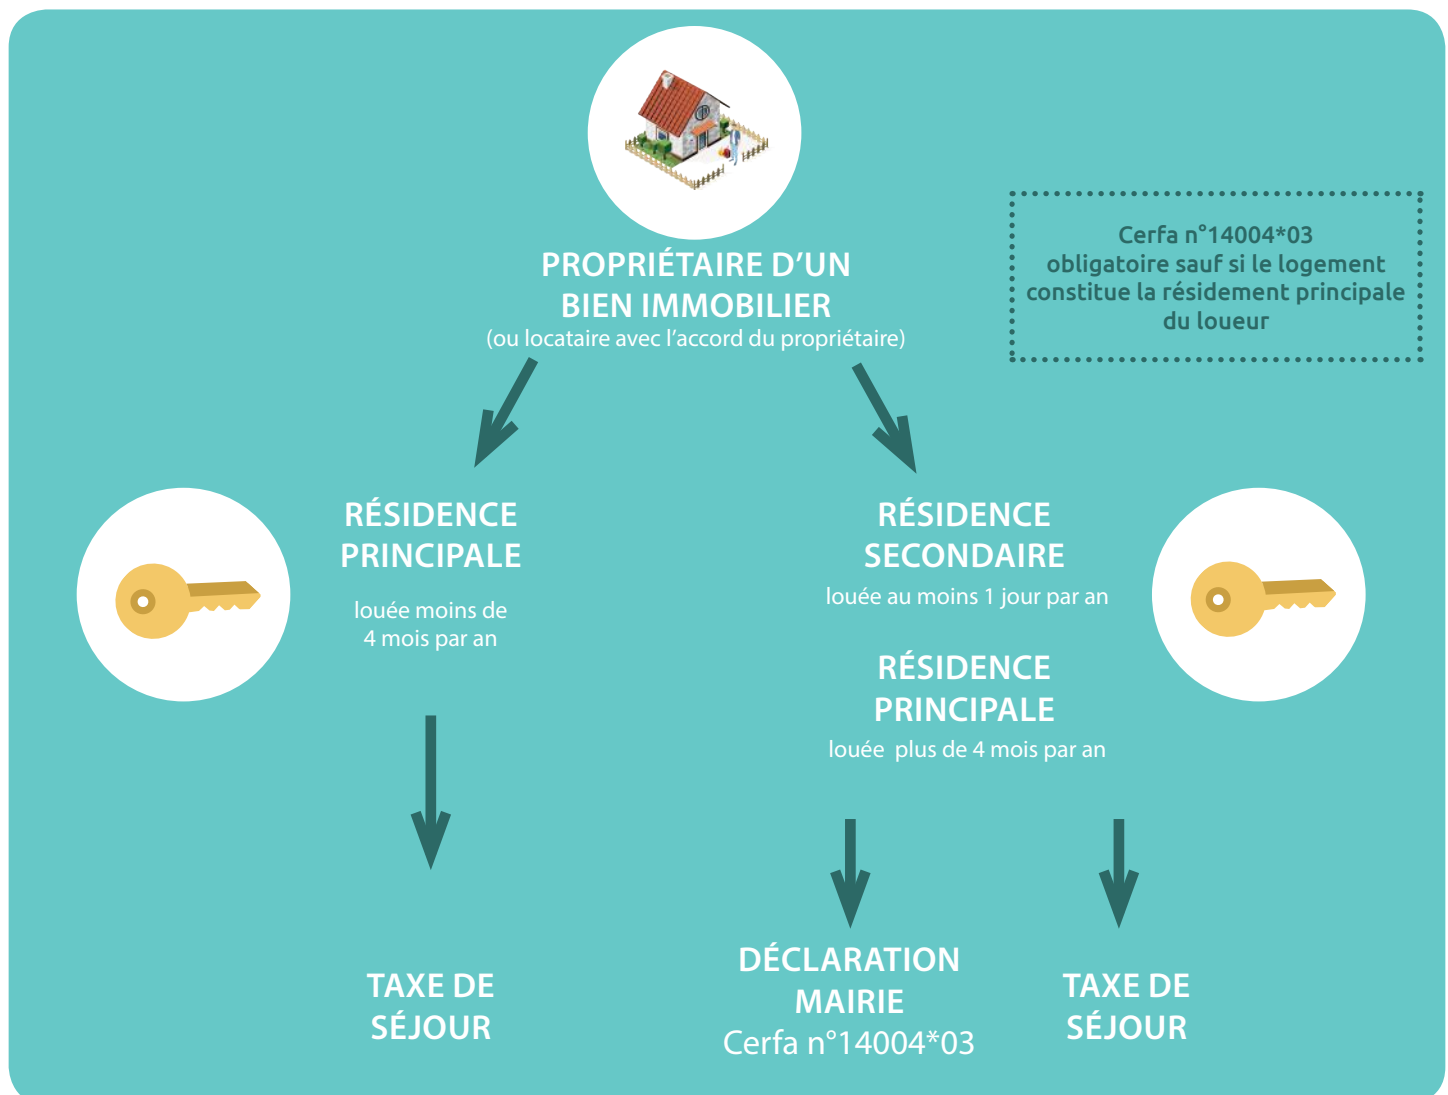 PROPRIÉTAIRE D’UN
BIEN IMMOBILIER
(ou locataire avec l’accord du propriétaire)
Cerfa n°14004*03
obligatoire sauf si le logement
constitue la résidement principale
du loueur
RÉSIDENCE
PRINCIPALE
louée moins de
4 mois par an
RÉSIDENCE
SECONDAIRE
louée au moins 1 jour par an
RÉSIDENCE
PRINCIPALE
louée plus de 4 mois par an
TAXE DE
SÉJOUR
DÉCLARATION
MAIRIE
Cerfa n°14004*03
TAXE DE
SÉJOUR